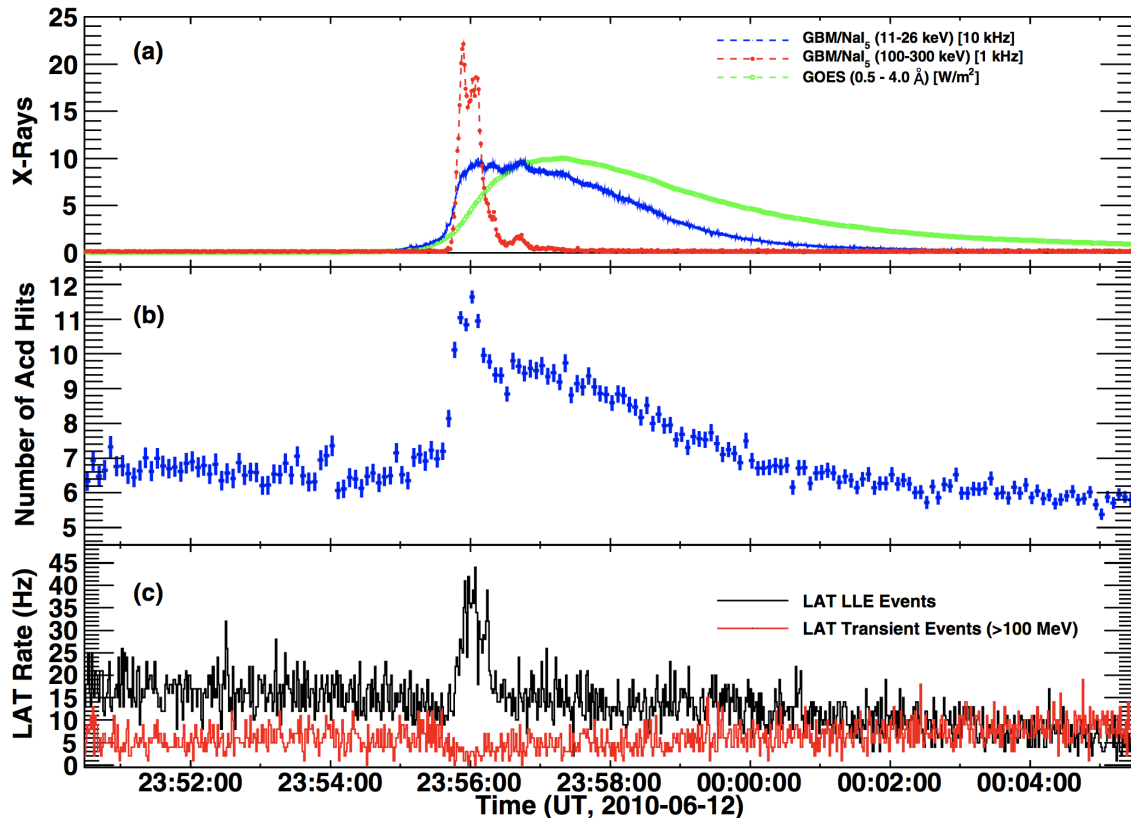 25
20
15
10
5
0
X-Rays
(a)
GBM/NaI₅ (11-26 keV) [10 kHz]
GBM/NaI₅ (100-300 keV) [1 kHz]
GOES (0.5 - 4.0 Å) [W/m²]
12
11
10
9
8
7
6
5
Number of Acd Hits
(b)
45
40
35
30
25
20
15
10
5
0
LAT Rate (Hz)
(c)
LAT LLE Events
LAT Transient Events (>100 MeV)
23:52:00 23:54:00 23:56:00 23:58:00 00:00:00 00:02:00 00:04:00
Time (UT, 2010-06-12)